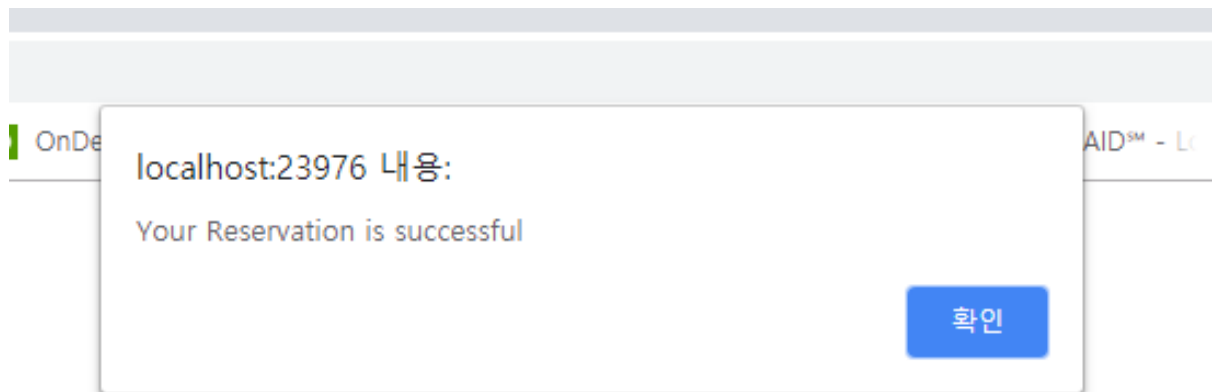 OnDe
AID℠ - L
localhost:23976 내용:
Your Reservation is successful
확인